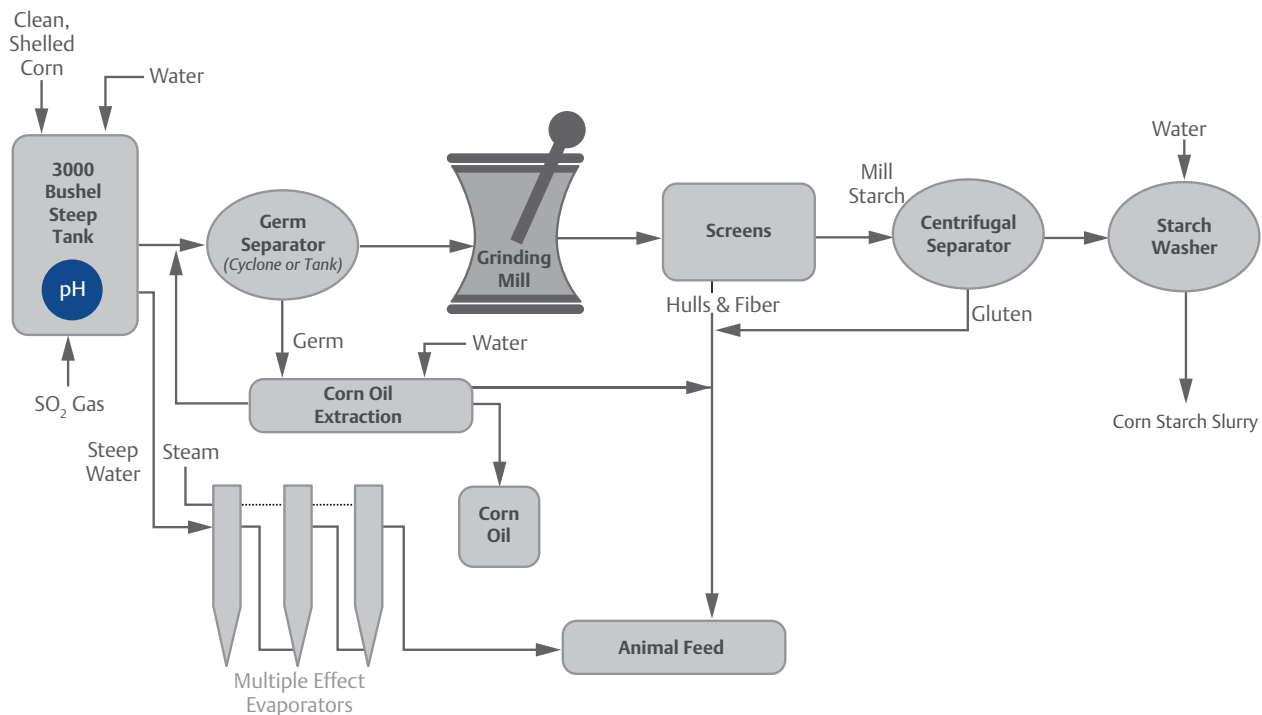 Clean,
Shelled
Corn
Water
3000
Bushel
Steep
Tank
pH
SO₂ Gas
Germ
Separator
(Cyclone or Tank)
Grinding
Mill
Screens
Mill
Starch
Centrifugal
Separator
Water
Starch
Washer
Hulls & Fiber
Gluten
Germ
Water
Corn Oil
Extraction
Corn Starch Slurry
Steep
Water
Steam
Corn
Oil
Animal Feed
Multiple Effect
Evaporators